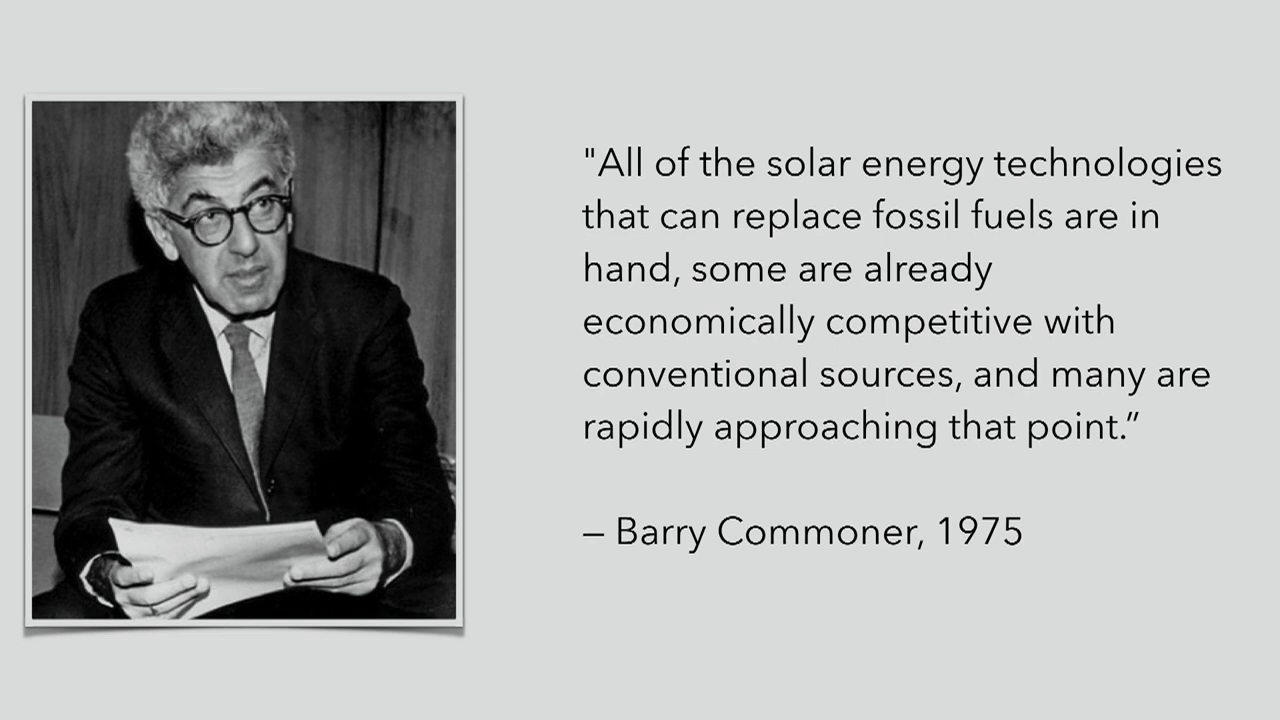 "All of the solar energy technologies
that can replace fossil fuels are in
hand, some are already
economically competitive with
conventional sources, and many are
rapidly approaching that point.”
– Barry Commoner, 1975